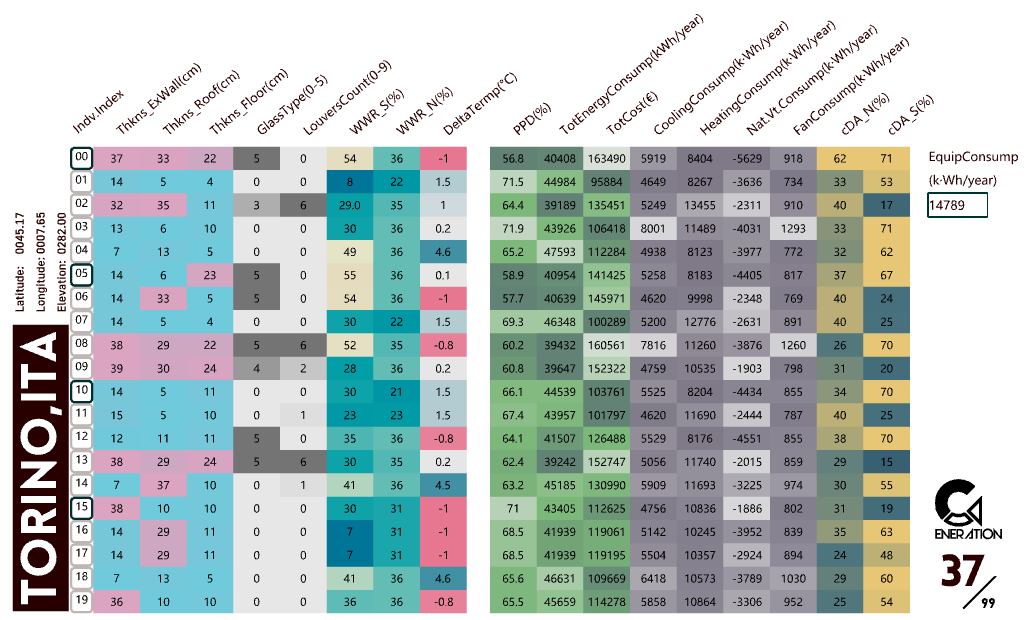 Indv.Index Thkns_ExWall(cm) Thkns_Roof(cm) Thkns_Floor(cm) GlassType(0-5) LouversCount(0-9) WWR_S(%) WWR_N(%) DeltaTermp(°C) PPD(%) TotEnergyConsump(kWh/year) TotCost(€) CoolingConsump(k·Wh/year) HeatingConsump(k·Wh/year) Nat.Vt.Consump(k·Wh/year) FanConsump(k·Wh/year) cDA_N(%) cDA_S(%)
00 37 33 22 5 0 54 36 -1 56.8 40408 163490 5919 8404 -5629 918 62 71
01 14 5 4 0 0 8 22 1.5 71.5 44984 95884 4649 8267 -3636 734 33 53
02 32 35 11 3 6 29.0 35 1 64.4 39189 135451 5249 13455 -2311 910 40 17
03 13 6 10 0 0 30 36 0.2 71.9 43926 106418 8001 11489 -4031 1293 33 71
04 7 13 5 0 0 49 36 4.6 65.2 47593 112284 4938 8123 -3977 772 32 62
05 14 6 23 5 0 55 36 0.1 58.9 40954 141425 5258 8183 -4405 817 37 67
06 14 33 5 5 0 54 36 -1 57.7 40639 145971 4620 9998 -2348 769 40 24
07 14 5 4 0 0 30 22 1.5 69.3 46348 100289 5200 12776 -2631 891 40 25
08 38 29 22 5 6 52 35 -0.8 60.2 39432 160561 7816 11260 -3876 1260 26 70
09 39 30 24 4 2 28 36 0.2 60.8 39647 152322 4759 10535 -1903 798 31 20
10 14 5 11 0 0 30 21 1.5 66.1 44539 103761 5525 8204 -4434 855 34 70
11 15 5 10 0 1 23 23 1.5 67.4 43957 101797 4620 11690 -2444 787 40 25
12 12 11 11 5 0 35 36 -0.8 64.1 41507 126488 5529 8176 -4551 855 38 70
13 38 29 24 5 6 30 35 0.2 62.4 39242 152747 5056 11740 -2015 859 29 15
14 7 37 10 0 1 41 36 4.5 63.2 45185 130990 5909 11693 -3225 974 30 55
15 38 10 10 0 0 30 31 -1 71 43405 112625 4756 10836 -1886 802 31 19
16 14 29 11 0 0 7 31 -1 68.5 41939 119061 5142 10245 -3952 839 35 63
17 14 29 11 0 0 7 31 -1 68.5 41939 119195 5504 10357 -2924 894 24 48
18 7 13 5 0 0 41 36 4.6 65.6 46631 109669 6418 10573 -3789 1030 29 60
19 36 10 10 0 0 36 36 -0.8 65.5 45659 114278 5858 10864 -3306 952 25 54
EquipConsump
(k·Wh/year)
14789
Latitude: 0045.17
Longitude: 0007.65
Elevation: 0282.00
TORINO,ITA
ENERATION
37/99